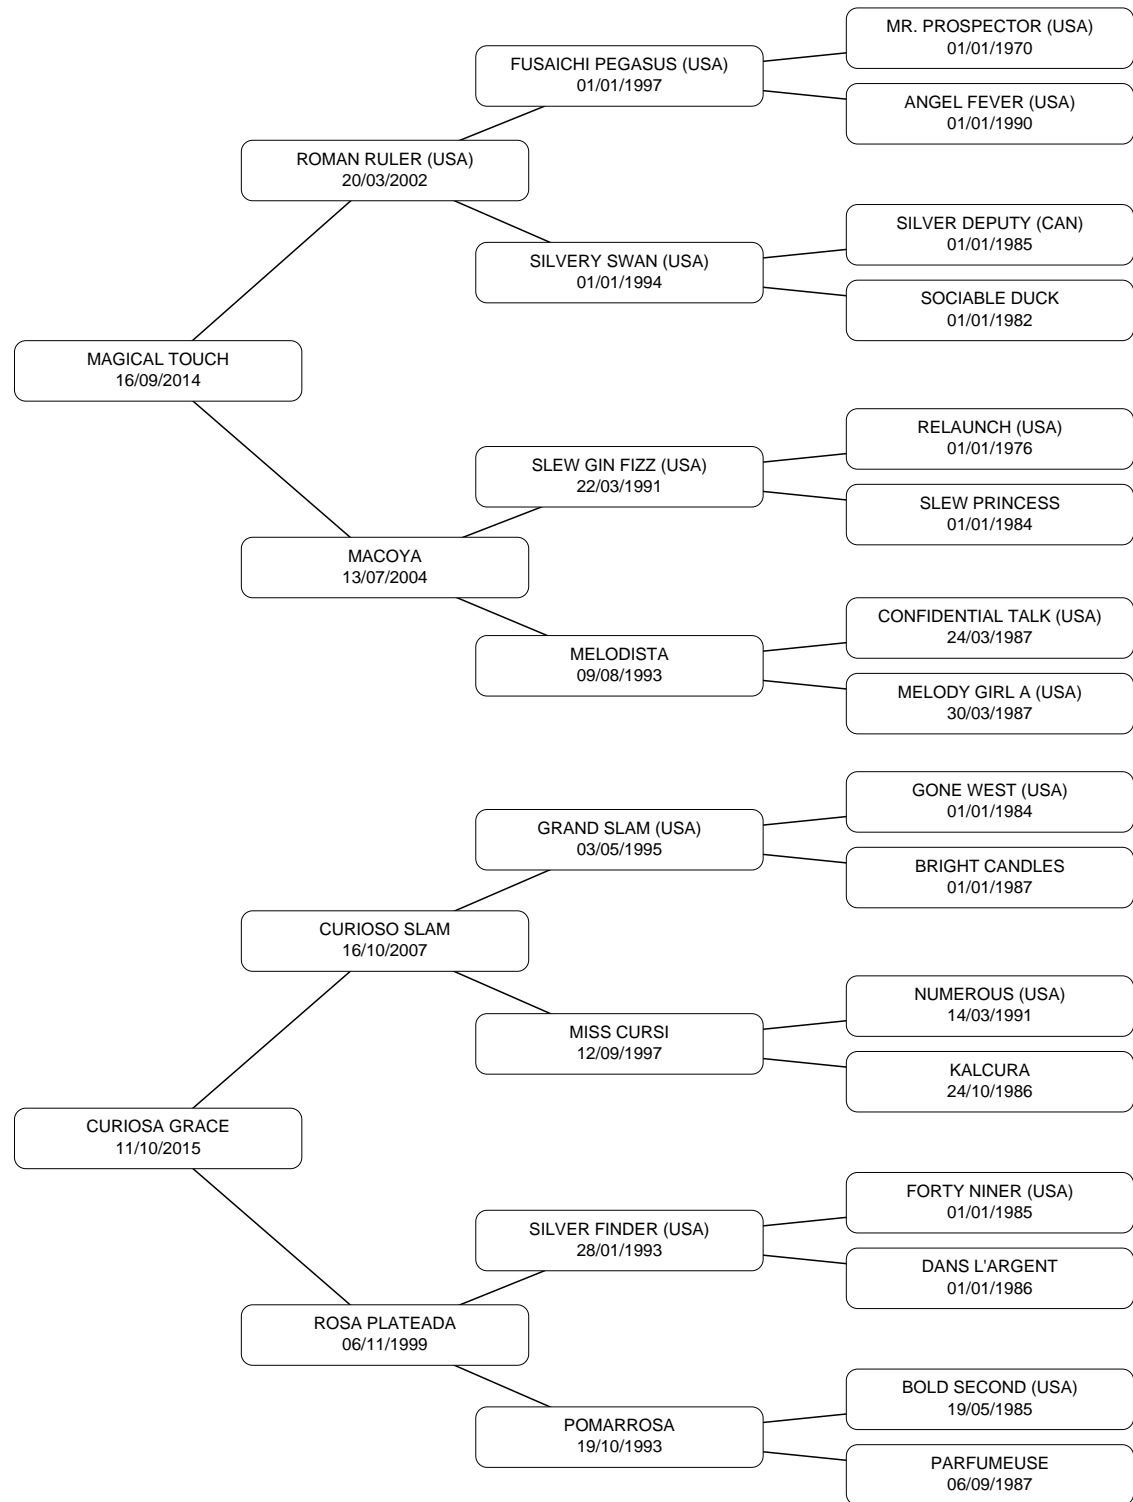 MR. PROSPECTOR (USA)
01/01/1970
FUSAICHI PEGASUS (USA)
01/01/1997
ANGEL FEVER (USA)
01/01/1990
ROMAN RULER (USA)
20/03/2002
SILVER DEPUTY (CAN)
01/01/1985
SILVERY SWAN (USA)
01/01/1994
SOCIABLE DUCK
01/01/1982
MAGICAL TOUCH
16/09/2014
RELAUNCH (USA)
01/01/1976
SLEW GIN FIZZ (USA)
22/03/1991
SLEW PRINCESS
01/01/1984
MACOYA
13/07/2004
CONFIDENTIAL TALK (USA)
24/03/1987
MELODISTA
09/08/1993
MELODY GIRL A (USA)
30/03/1987
GONE WEST (USA)
01/01/1984
GRAND SLAM (USA)
03/05/1995
BRIGHT CANDLES
01/01/1987
CURIOSO SLAM
16/10/2007
NUMEROUS (USA)
14/03/1991
MISS CURSI
12/09/1997
KALCURA
24/10/1986
CURIOSA GRACE
11/10/2015
FORTY NINER (USA)
01/01/1985
SILVER FINDER (USA)
28/01/1993
DANS L'ARGENT
01/01/1986
ROSA PLATEADA
06/11/1999
BOLD SECOND (USA)
19/05/1985
POMARROSA
19/10/1993
PARFUMEUSE
06/09/1987